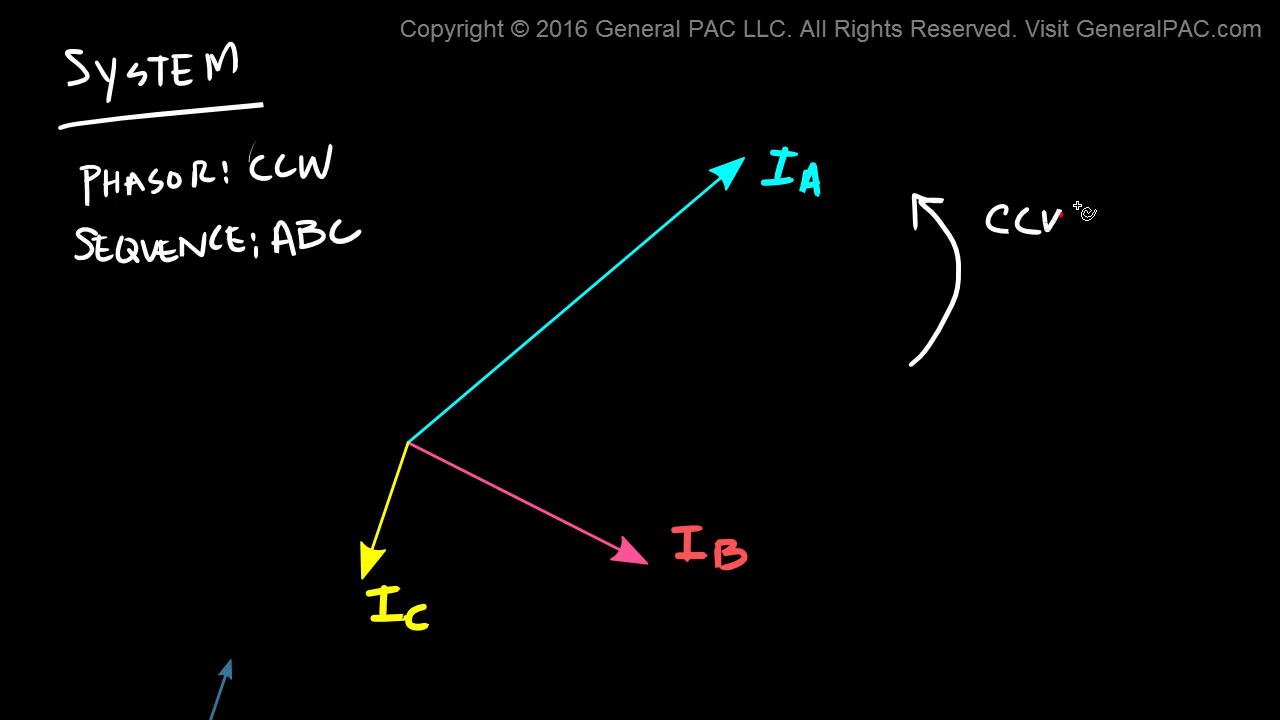 Copyright © 2016 General PAC LLC. All Rights Reserved. Visit GeneralPAC.com
SYSTEM
PHASOR: CCW
SEQUENCE: ABC
IA
CCV
IB
IC